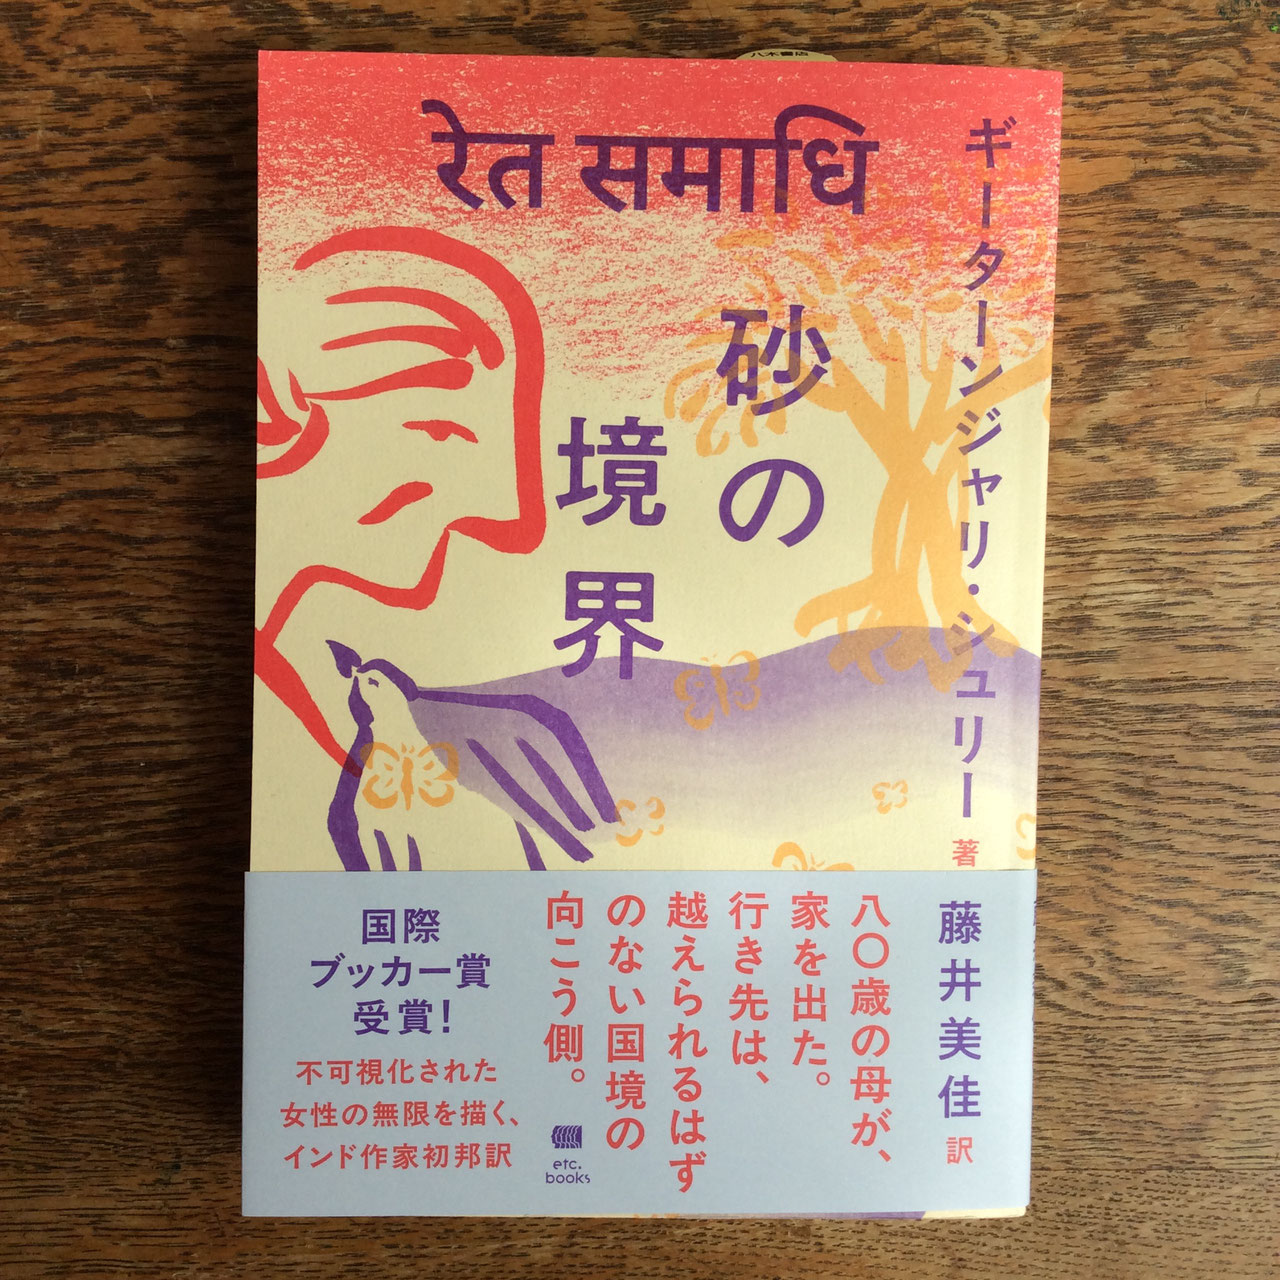 八木書店
रेत समाधि
ギーターンジャリ・シュリー 著
砂の
境界
藤井美佳 訳
八〇歳の母が、
家を出た。
行き先は、
越えられるはず
のない国境の
向こう側。
国際
ブッカー賞
受賞！
不可視化された
女性の無限を描く、
インド作家初邦訳
etc.
books